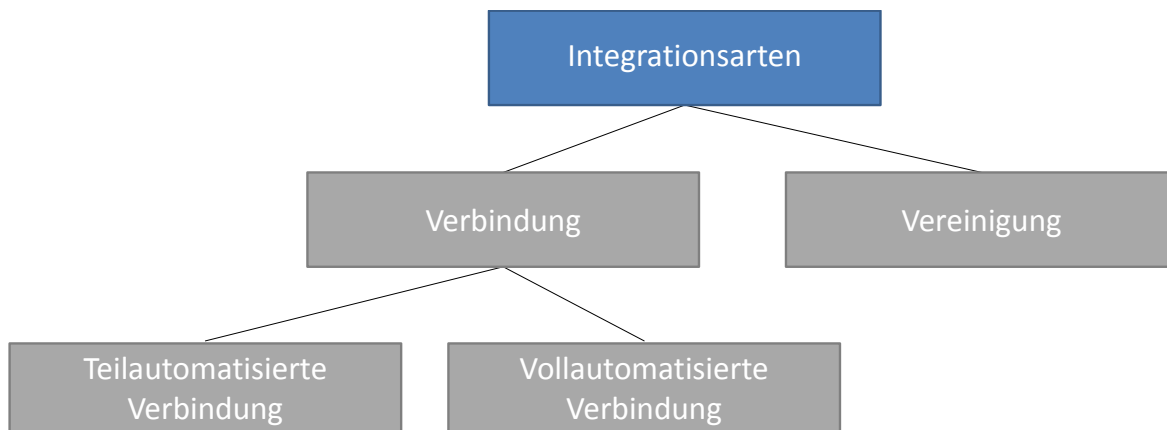 Integrationsarten
Verbindung
Vereinigung
Teilautomatisierte
Verbindung
Vollautomatisierte
Verbindung